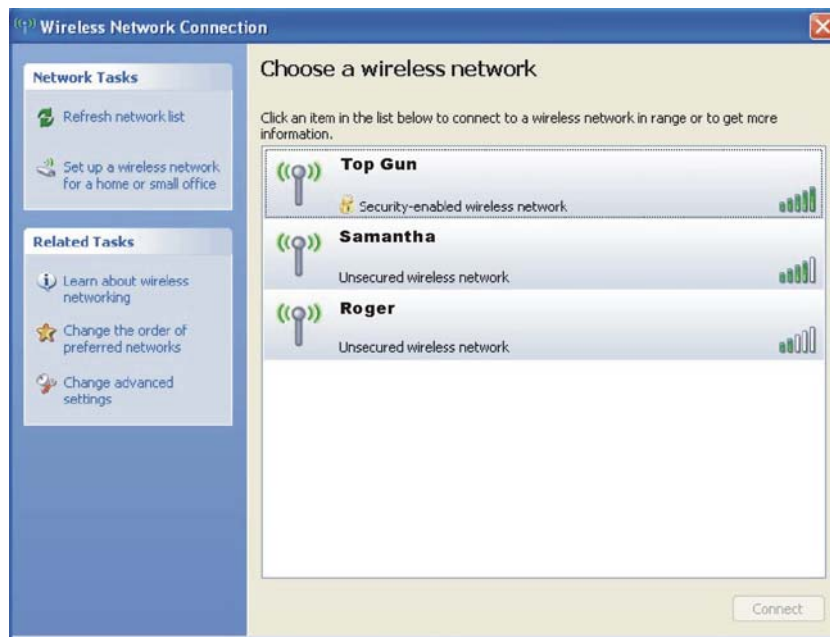 Wireless Network Connection
Network Tasks
Refresh network list
Set up a wireless network
for a home or small office
Related Tasks
Learn about wireless
networking
Change the order of
preferred networks
Change advanced
settings
Choose a wireless network
Click an item in the list below to connect to a wireless network in range or to get more
information.
Top Gun
Security-enabled wireless network
Samantha
Unsecured wireless network
Roger
Unsecured wireless network
Connect